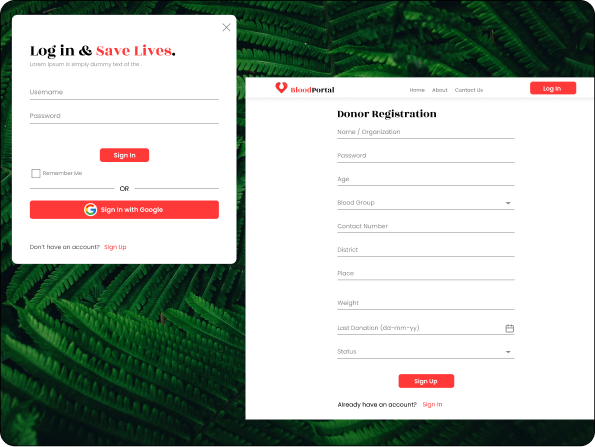 Log in & Save Lives.
Lorem Ipsum is simply dummy text of the
Username
Password
Sign In
Remember Me
OR
Sign in with Google
Don't have an account? Sign Up
BloodPortal
Home About Contact Us
Log in
Donor Registration
Name / Organization
Password
Age
Blood Group
Contact Number
District
Place
Weight
Last Donation (dd-mm-yy)
Status
Sign Up
Already have an account? Sign In